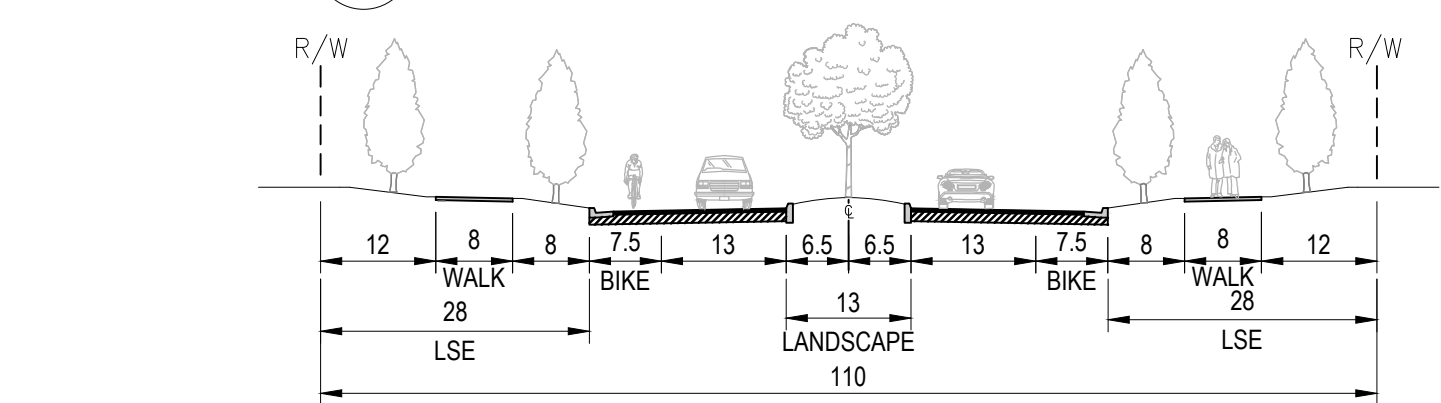 R/W R/W
℄
12 8 8 7.5 13 6.5 6.5 13 7.5 8 8 12
WALK BIKE BIKE WALK
28 13 28
LSE LANDSCAPE LSE
110